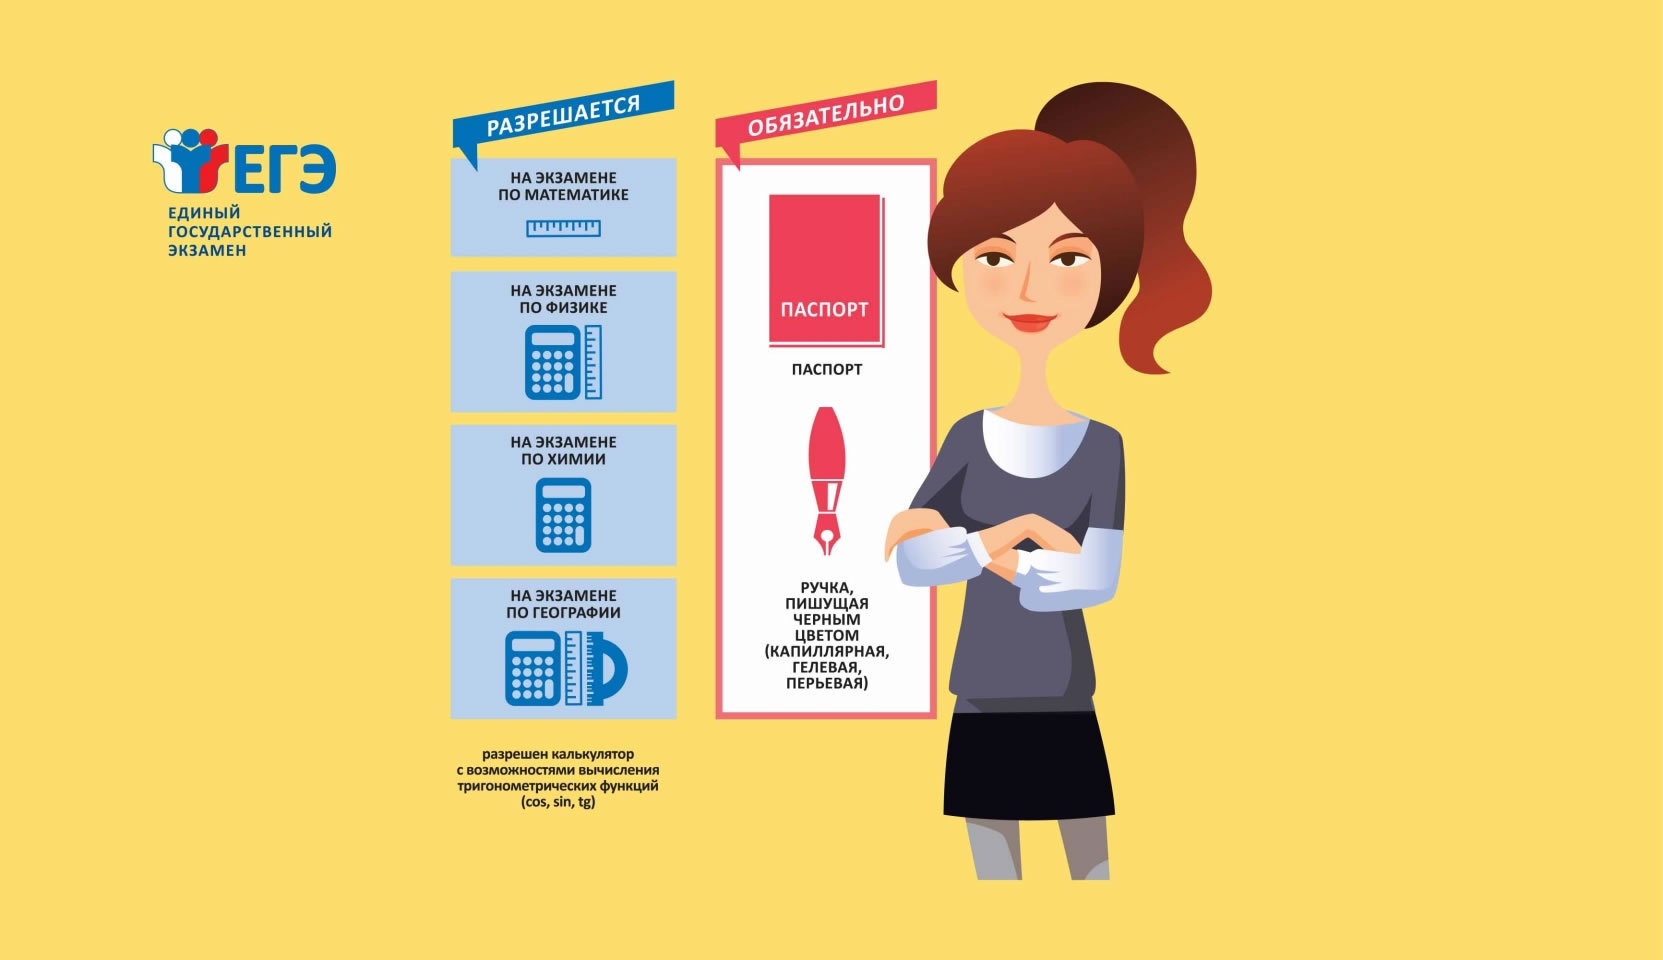 ЕГЭ
ЕДИНЫЙ
ГОСУДАРСТВЕННЫЙ
ЭКЗАМЕН
РАЗРЕШАЕТСЯ
НА ЭКЗАМЕНЕ
ПО МАТЕМАТИКЕ
НА ЭКЗАМЕНЕ
ПО ФИЗИКЕ
НА ЭКЗАМЕНЕ
ПО ХИМИИ
НА ЭКЗАМЕНЕ
ПО ГЕОГРАФИИ
разрешен калькулятор
с возможностями вычисления
тригонометрических функций
(cos, sin, tg)
ОБЯЗАТЕЛЬНО
ПАСПОРТ
ПАСПОРТ
РУЧКА,
ПИШУЩАЯ
ЧЕРНЫМ
ЦВЕТОМ
(КАПИЛЛЯРНАЯ,
ГЕЛЕВАЯ,
ПЕРЬЕВАЯ)